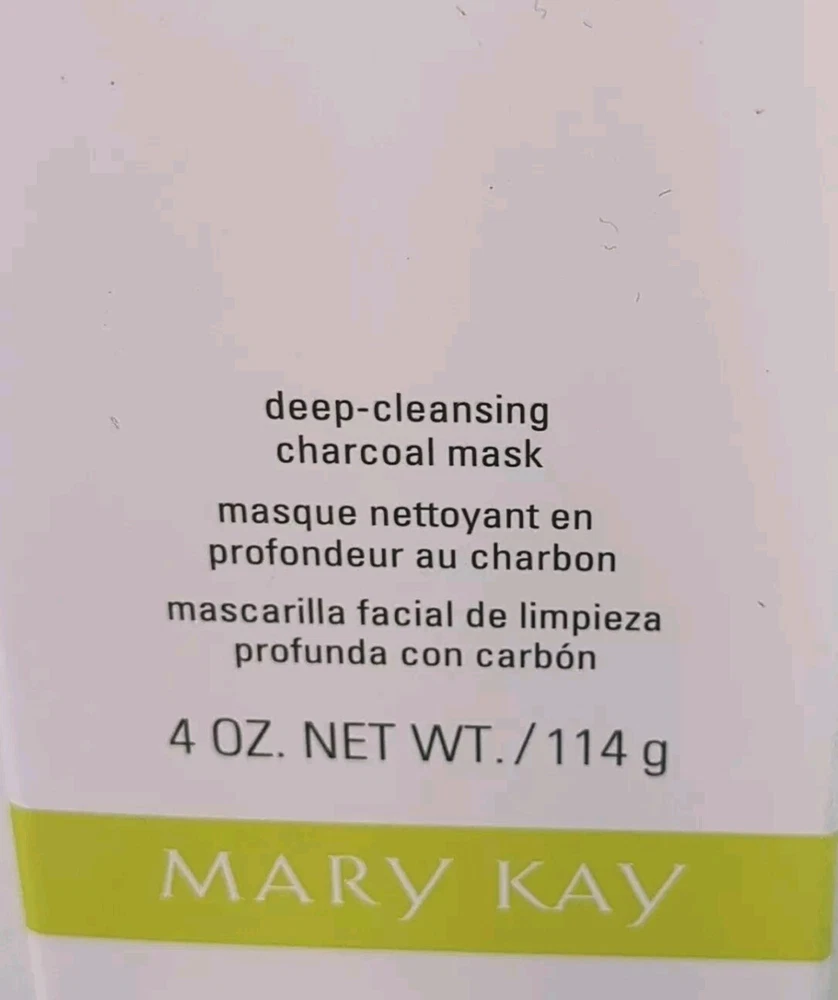 deep-cleansing
charcoal mask
masque nettoyant en
profondeur au charbon
mascarilla facial de limpieza
profunda con carbón
4 OZ. NET WT./114 g
MARY KAY